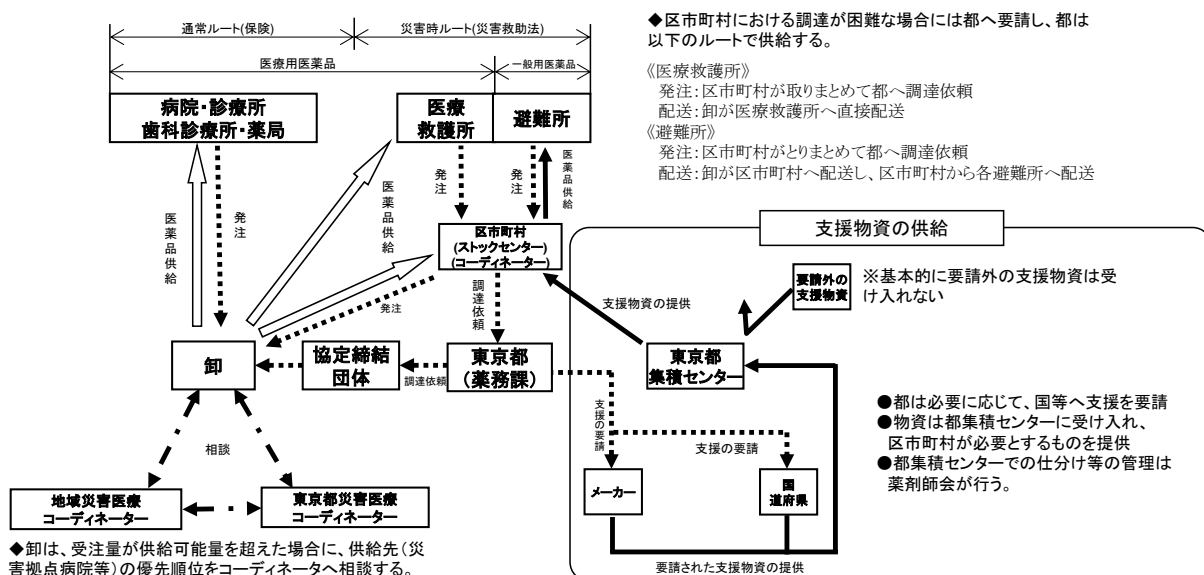 通常ルート(保険)
災害時ルート(災害救助法)
医療用医薬品
一般用医薬品
病院・診療所
歯科診療所・薬局
医療
救護所
避難所
医薬品供給
発注
医薬品供給
発注
発注
医薬品供給
区市町村
(ストックセンター)
(コーディネーター)
発注
調達依頼
卸
協定締結
団体
調達依頼
東京都
(薬務課)
相談
地域災害医療
コーディネーター
東京都災害医療
コーディネーター
◆卸は、受注量が供給可能量を超えた場合に、供給先(災
害拠点病院等)の優先順位をコーディネータへ相談する。
◆区市町村における調達が困難な場合には都へ要請し、都は
以下のルートで供給する。
《医療救護所》
発注:区市町村が取りまとめて都へ調達依頼
配送:卸が医療救護所へ直接配送
《避難所》
発注:区市町村がとりまとめて都へ調達依頼
配送:卸が区市町村へ配送し、区市町村から各避難所へ配送
支援物資の供給
要請外の
支援物資
※基本的に要請外の支援物資は受
け入れない
支援物資の提供
東京都
集積センター
支援の要請
支援の要請
メーカー
国
道府県
要請された支援物資の提供
●都は必要に応じて、国等へ支援を要請
●物資は都集積センターに受け入れ、
区市町村が必要とするものを提供
●都集積センターでの仕分け等の管理は
薬剤師会が行う。